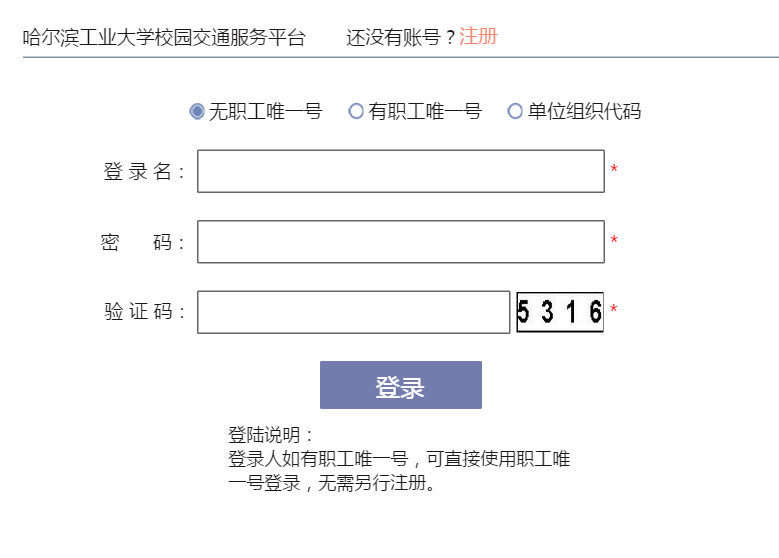 哈尔滨工业大学校园交通服务平台 还没有账号？注册
无职工唯一号 有职工唯一号 单位组织代码
登录名： *
密 码： *
验证码： 5316 *
登录
登陆说明：
登录人如有职工唯一号，可直接使用职工唯
一号登录，无需另行注册。